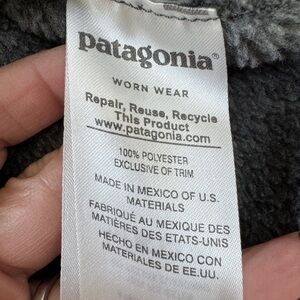 patagonia®
WORN WEAR
Repair, Reuse, Recycle
This Product
www.patagonia.com
100% POLYESTER
EXCLUSIVE OF TRIM
MADE IN MEXICO OF U.S.
MATERIALS
FABRIQUÉ AU MEXIQUE DES
MATIÈRES DES ETATS-UNIS
HECHO EN MEXICO CON
MATERIALES DE EE.UU.